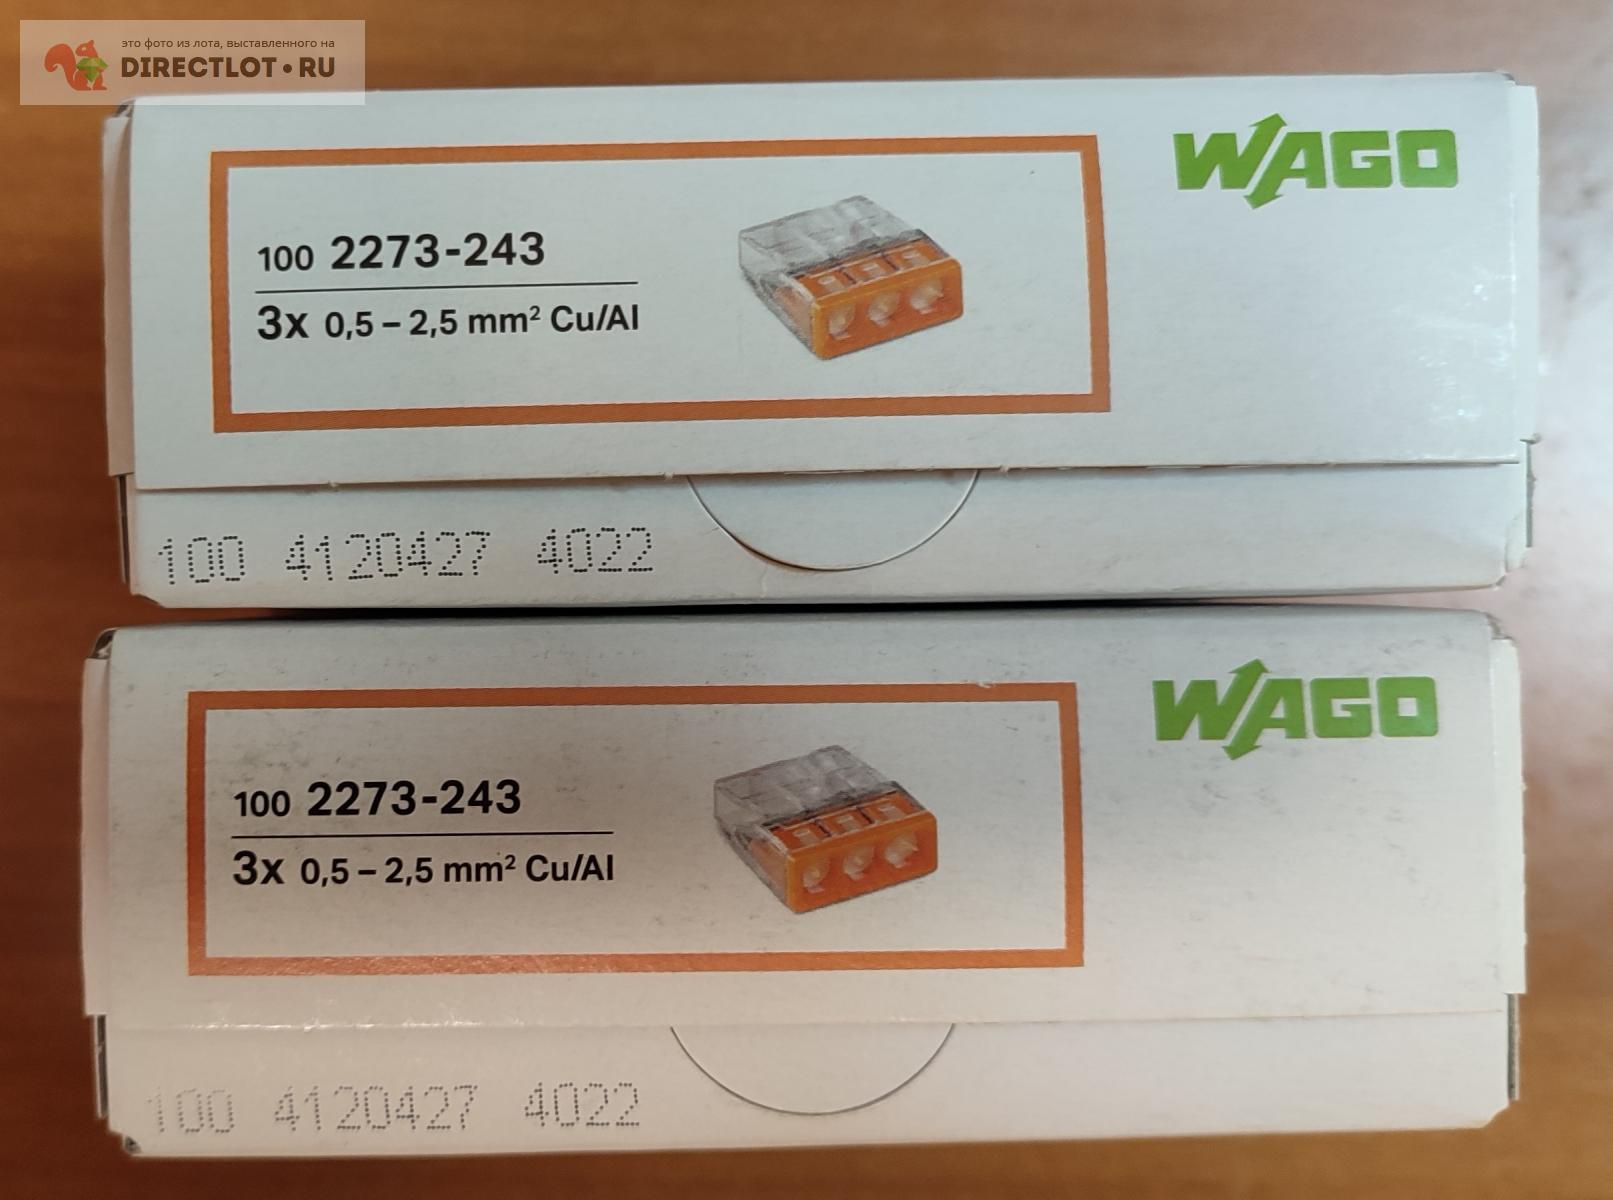 это фото из лота, выставленного на
DIRECTLOT•RU
WAGO
100 2273-243
3x 0,5 – 2,5 mm² Cu/Al
100 4120427 4022
WAGO
100 2273-243
3x 0,5 – 2,5 mm² Cu/Al
100 4120427 4022